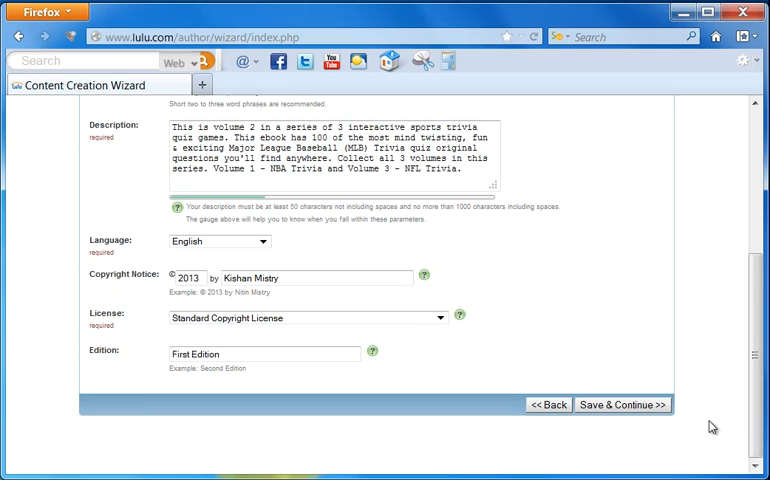 Firefox
www.lulu.com/author/wizard/index.php
Search
Search
Web
@
Content Creation Wizard
+
Short two to three word phrases are recommended.
Description:
required
This is volume 2 in a series of 3 interactive sports trivia
quiz games. This ebook has 100 of the most mind twisting, fun
& exciting Major League Baseball (MLB) Trivia quiz original
questions you'll find anywhere. Collect all 3 volumes in this
series. Volume 1 - NBA Trivia and Volume 3 - NFL Trivia.
? Your description must be at least 50 characters not including spaces and no more than 1000 characters including spaces.
The gauge above will help you to know when you fall within these parameters.
Language:
required
English
Copyright Notice:
© 2013 by Kishan Mistry ?
Example: © 2013 by Nitin Mistry
License:
required
Standard Copyright License ?
Edition:
First Edition ?
Example: Second Edition
<< Back Save & Continue >>